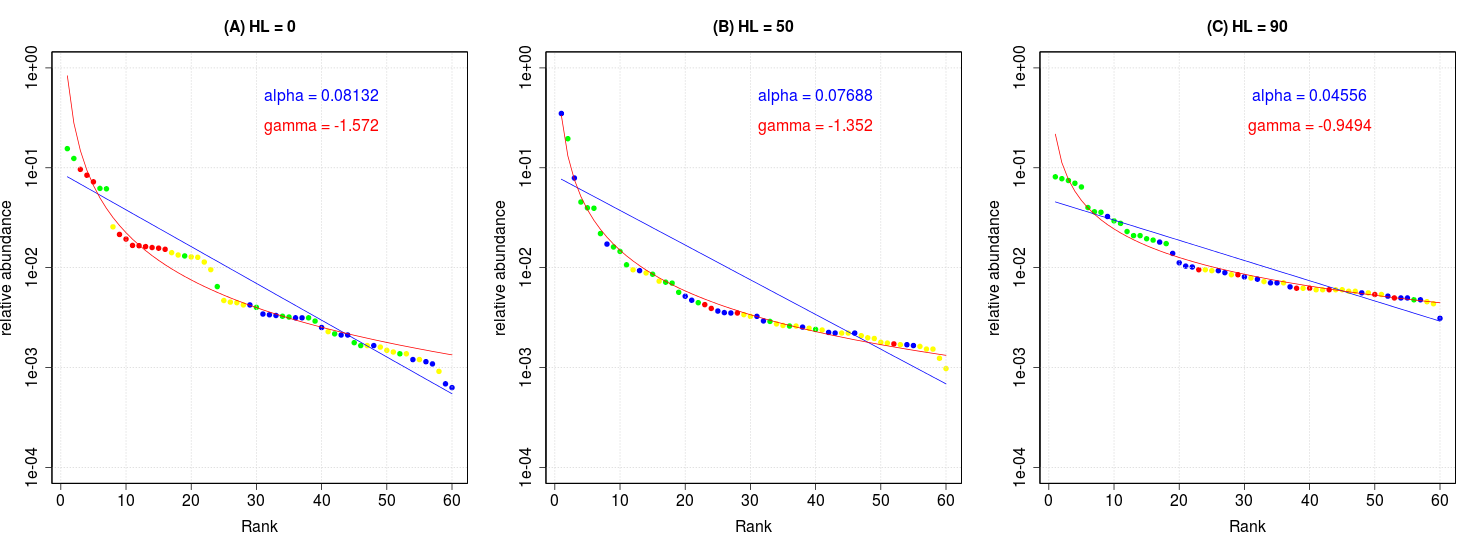 (A) HL = 0
relative abundance
1e+00
1e-01
1e-02
1e-03
1e-04
alpha = 0.08132
gamma = -1.572
0 10 20 30 40 50 60
Rank
(B) HL = 50
relative abundance
1e+00
1e-01
1e-02
1e-03
1e-04
alpha = 0.07688
gamma = -1.352
0 10 20 30 40 50 60
Rank
(C) HL = 90
relative abundance
1e+00
1e-01
1e-02
1e-03
1e-04
alpha = 0.04556
gamma = -0.9494
0 10 20 30 40 50 60
Rank